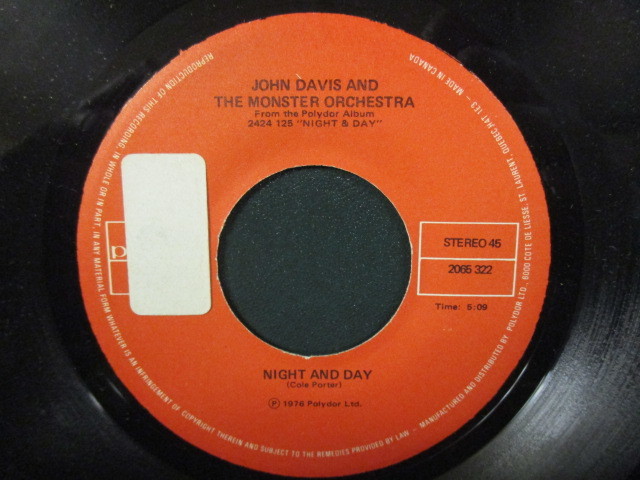 JOHN DAVIS AND
THE MONSTER ORCHESTRA
From the Polydor Album
2424 125 "NIGHT & DAY"
STEREO 45
2065 322
Time: 5:09
NIGHT AND DAY
(Cole Porter)
℗ 1976 Polydor Ltd.
REPRODUCTION OF THIS RECORDING, IN WHOLE OR IN PART, IN ANY MATERIAL FORM WHATEVER IS AN INFRINGEMENT OF COPYRIGHT THEREIN AND SUBJECT TO THE REMEDIES PROVIDED BY LAW – MANUFACTURED AND DISTRIBUTED BY POLYDOR LTD., 6000 COTE DE LIESSE, ST. LAURENT, QUEBEC H4T 1E3 – MADE IN CANADA